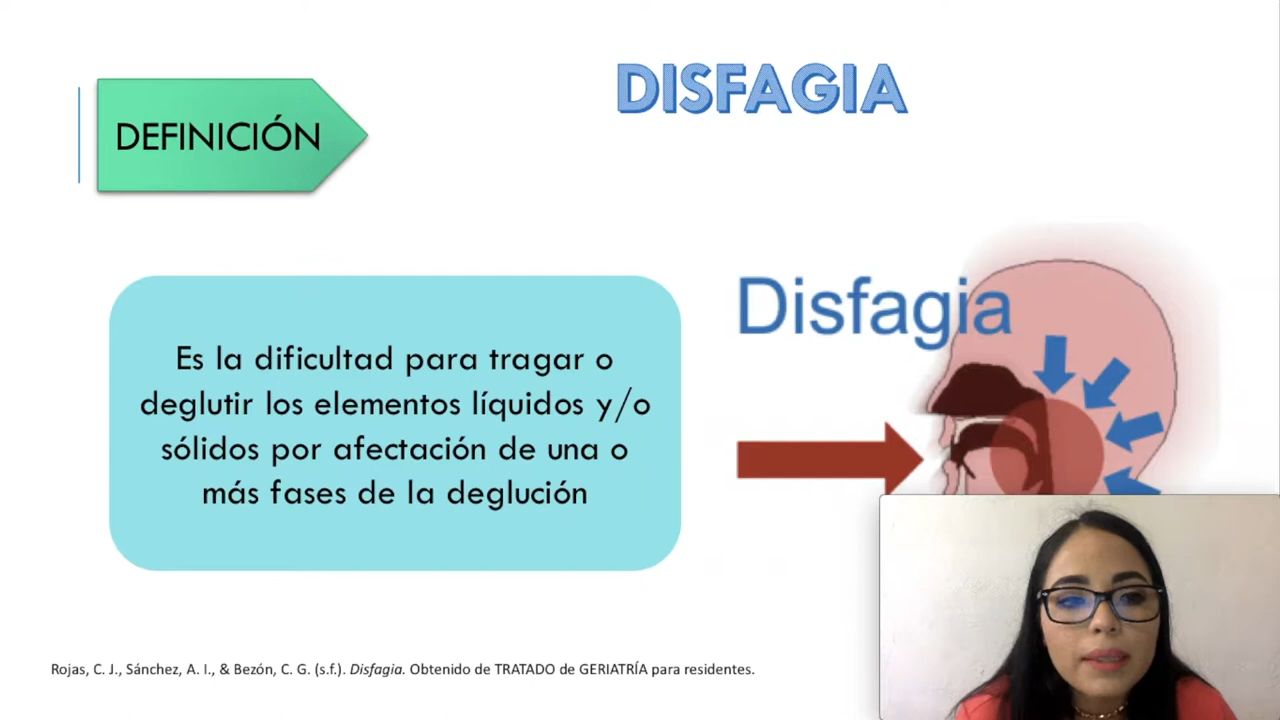 DISFAGIA
DEFINICIÓN
Disfagia
Es la dificultad para tragar o
deglutir los elementos líquidos y/o
sólidos por afectación de una o
más fases de la deglución
Rojas, C. J., Sánchez, A. I., & Bezón, C. G. (s.f.). Disfagia. Obtenido de TRATADO de GERIATRÍA para residentes.